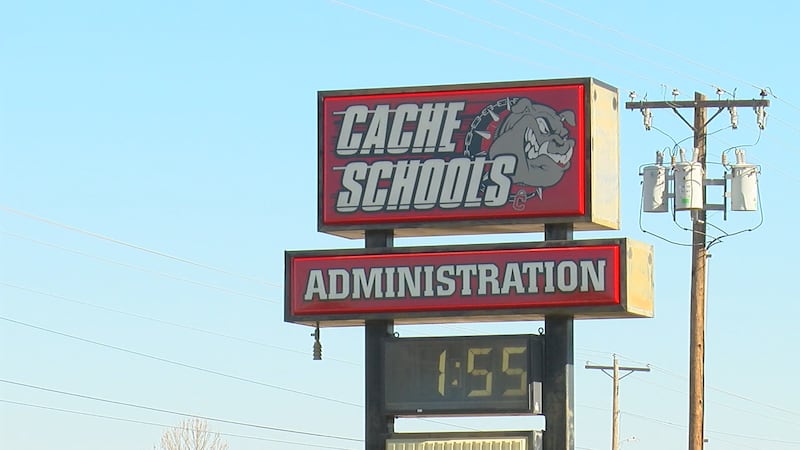 CACHE
SCHOOLS
C
ADMINISTRATION
1:55